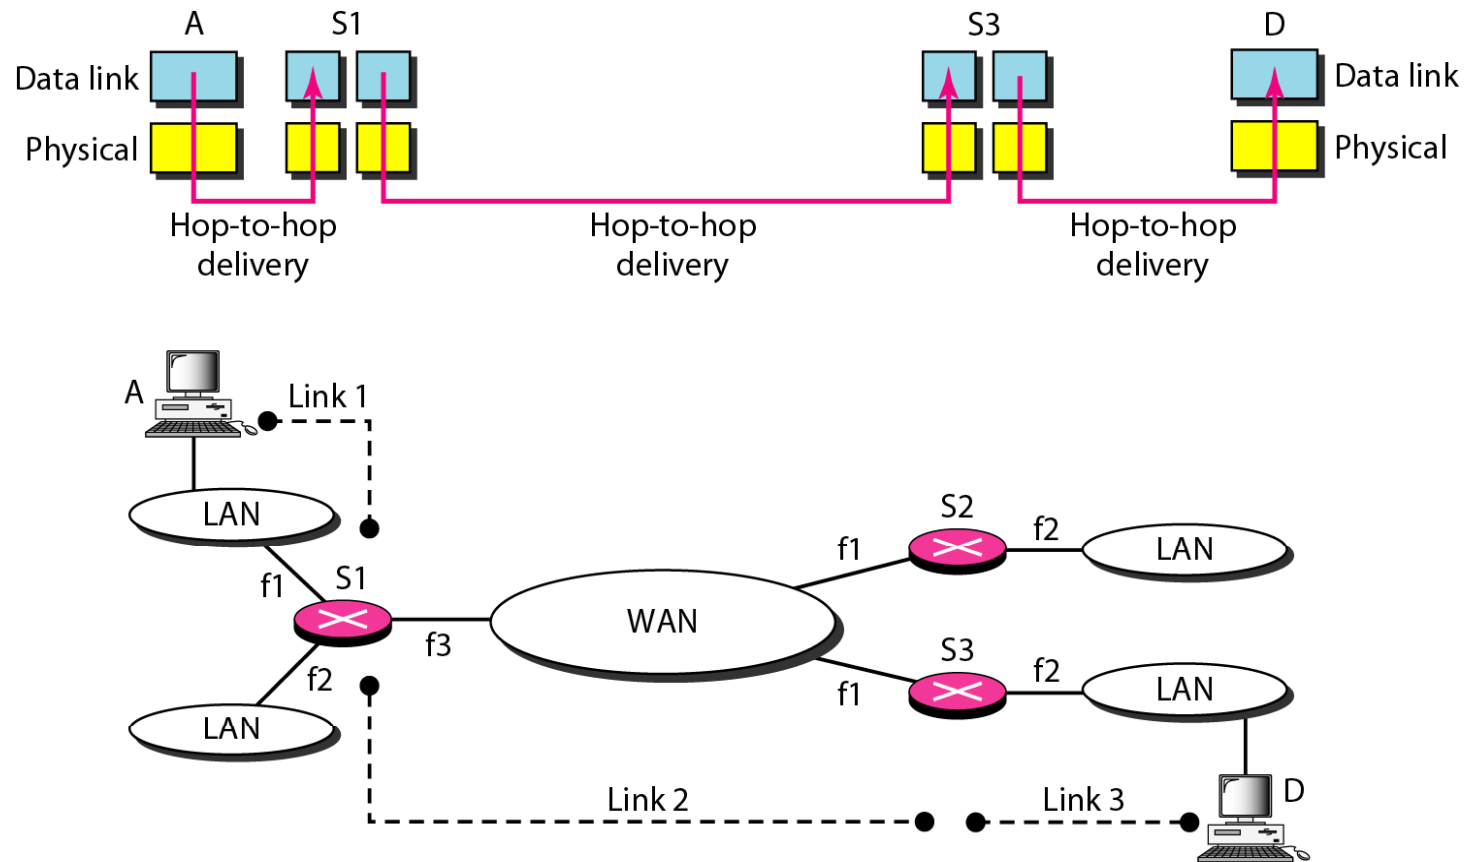 A
S1
S3
D
Data link
Data link
Physical
Physical
Hop-to-hop
delivery
Hop-to-hop
delivery
Hop-to-hop
delivery
A
Link 1
LAN
S2
f1
f2
LAN
f1
S1
WAN
f3
S3
f2
f1
f2
LAN
LAN
Link 2
Link 3
D